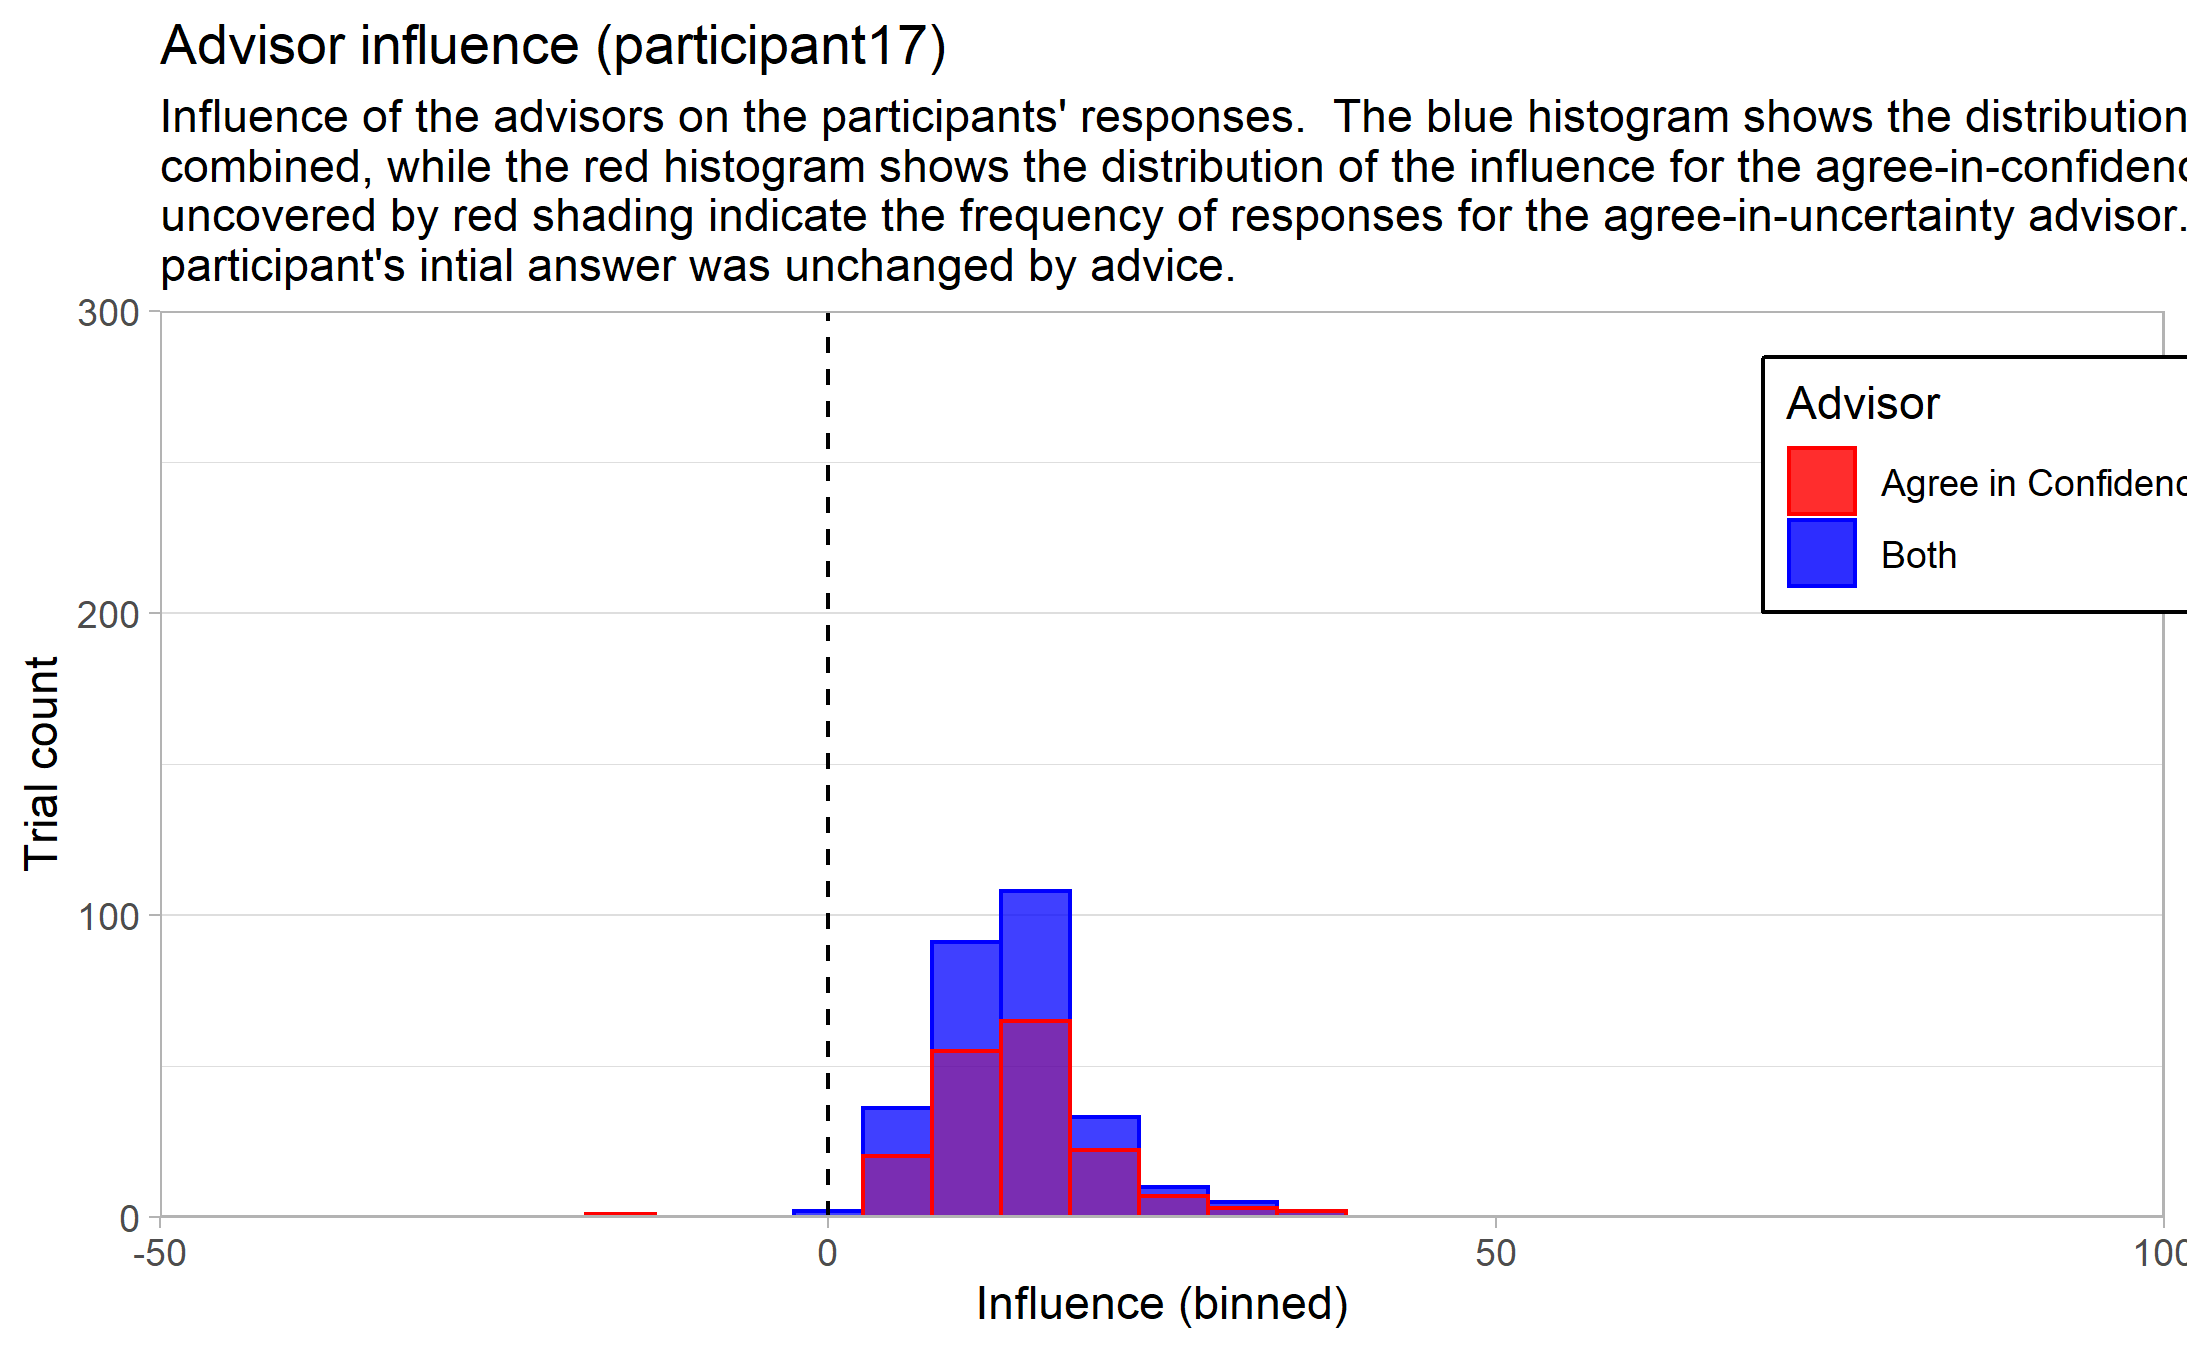 Advisor influence (participant17)
Influence of the advisors on the participants' responses.  The blue histogram shows the distribution
combined, while the red histogram shows the distribution of the influence for the agree-in-confidenc
uncovered by red shading indicate the frequency of responses for the agree-in-uncertainty advisor.
participant's intial answer was unchanged by advice.
300
200
100
0
Trial count
-50
0
50
100
Influence (binned)
Advisor
Agree in Confidenc
Both